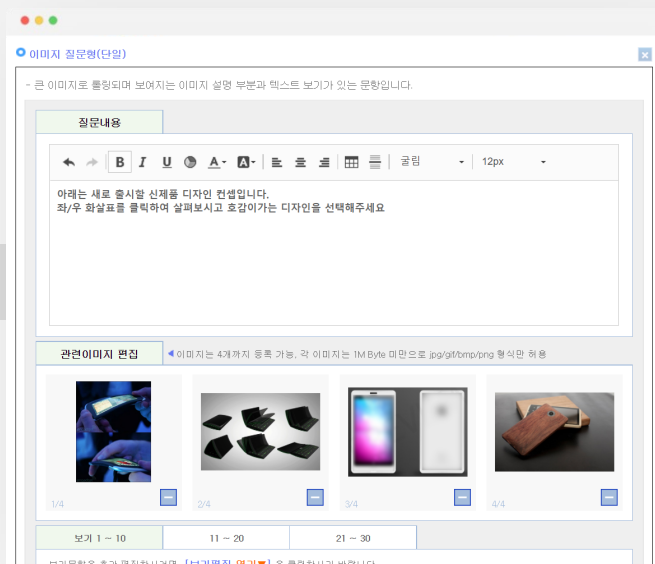 이미지 질문형(단일)
- 큰 이미지로 롤링되며 보여지는 이미지 설명 부분과 텍스트 보기가 있는 문항입니다.
질문내용
B I U A A 굴림 12px
아래는 새로 출시할 신제품 디자인 컨셉입니다.
좌/우 화살표를 클릭하여 살펴보시고 호감이가는 디자인을 선택해주세요
관련이미지 편집 ◀이미지는 4개까지 등록 가능, 각 이미지는 1M Byte 미만으로 jpg/gif/bmp/png 형식만 허용
1/4 2/4 3/4 4/4
보기 1 ~ 10 11 ~ 20 21 ~ 30